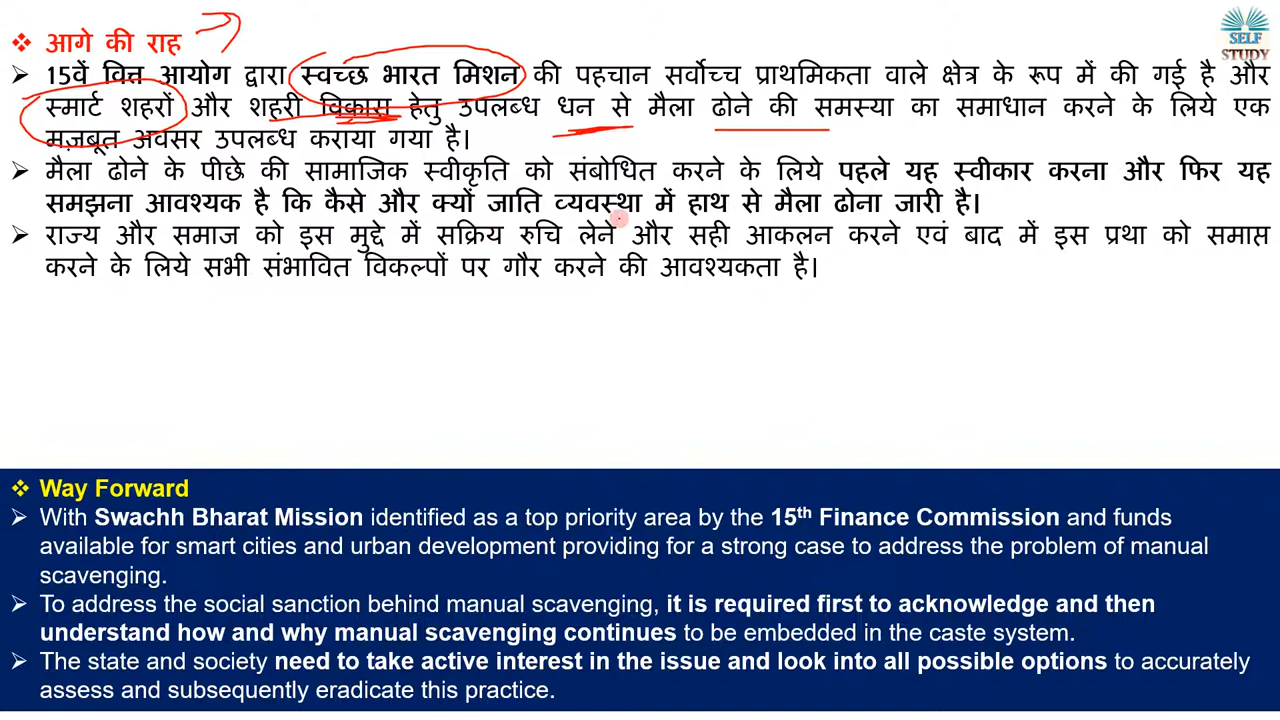 SELF
STUDY
❖ आगे की राह
➤ 15वें वित्त आयोग द्वारा स्वच्छ भारत मिशन की पहचान सर्वोच्च प्राथमिकता वाले क्षेत्र के रूप में की गई है और
स्मार्ट शहरों और शहरी विकास हेतु उपलब्ध धन से मैला ढोने की समस्या का समाधान करने के लिये एक
मज़बूत अवसर उपलब्ध कराया गया है।
➤ मैला ढोने के पीछे की सामाजिक स्वीकृति को संबोधित करने के लिये पहले यह स्वीकार करना और फिर यह
समझना आवश्यक है कि कैसे और क्यों जाति व्यवस्था में हाथ से मैला ढोना जारी है।
➤ राज्य और समाज को इस मुद्दे में सक्रिय रुचि लेने और सही आकलन करने एवं बाद में इस प्रथा को समाप्त
करने के लिये सभी संभावित विकल्पों पर गौर करने की आवश्यकता है।
❖ Way Forward
➤ With Swachh Bharat Mission identified as a top priority area by the 15th Finance Commission and funds
available for smart cities and urban development providing for a strong case to address the problem of manual
scavenging.
➤ To address the social sanction behind manual scavenging, it is required first to acknowledge and then
understand how and why manual scavenging continues to be embedded in the caste system.
➤ The state and society need to take active interest in the issue and look into all possible options to accurately
assess and subsequently eradicate this practice.